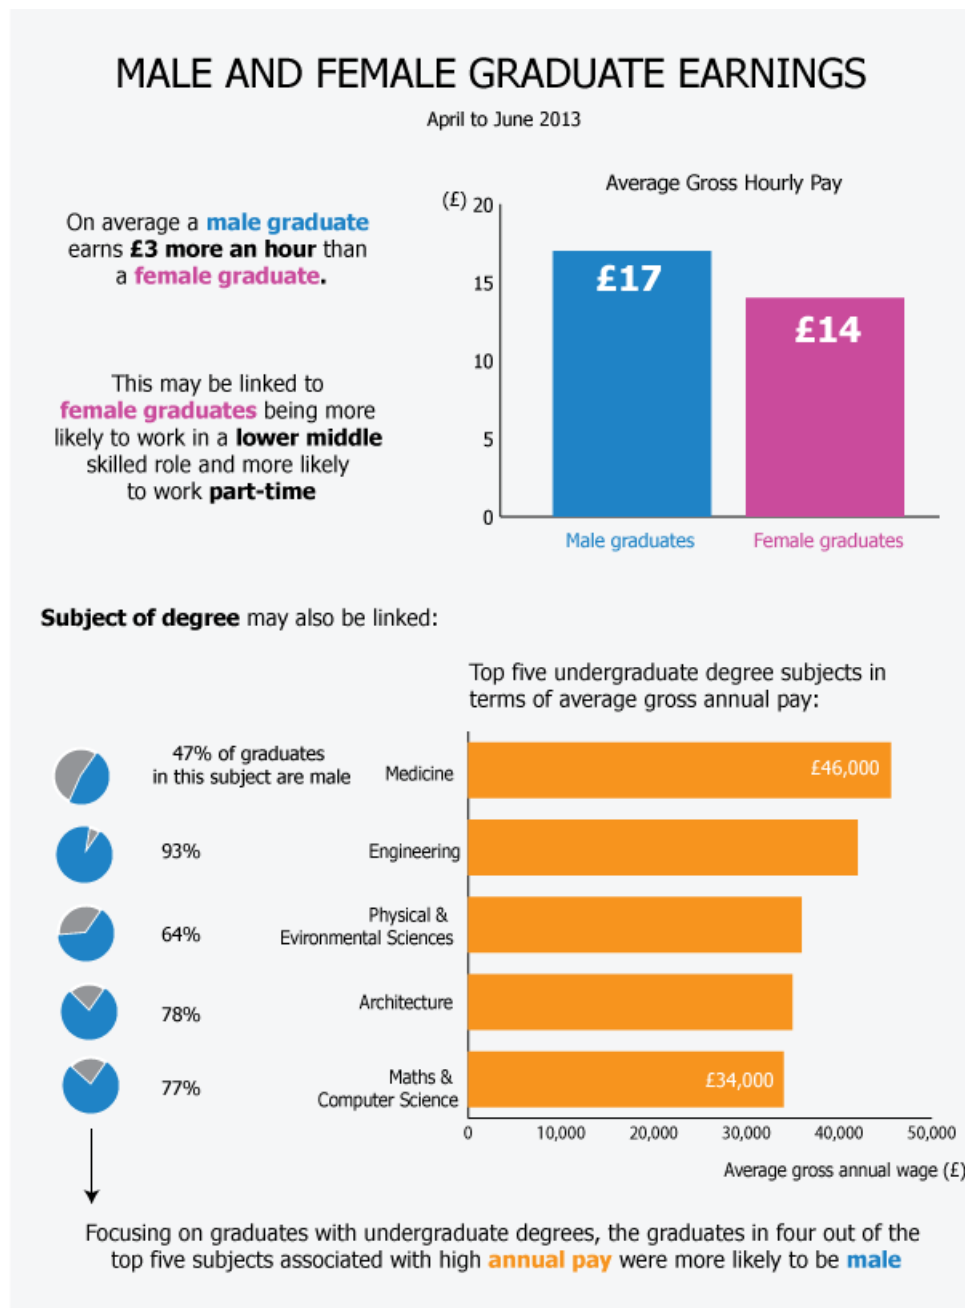 MALE AND FEMALE GRADUATE EARNINGS
April to June 2013
On average a male graduate
earns £3 more an hour than
a female graduate.
This may be linked to
female graduates being more
likely to work in a lower middle
skilled role and more likely
to work part-time
Average Gross Hourly Pay
(£)
20
15
10
5
0
£17
£14
Male graduates
Female graduates
Subject of degree may also be linked:
Top five undergraduate degree subjects in
terms of average gross annual pay:
47% of graduates
in this subject are male
Medicine
£46,000
93%
Engineering
64%
Physical &
Evironmental Sciences
78%
Architecture
77%
Maths &
Computer Science
£34,000
0 10,000 20,000 30,000 40,000 50,000
Average gross annual wage (£)
Focusing on graduates with undergraduate degrees, the graduates in four out of the
top five subjects associated with high annual pay were more likely to be male